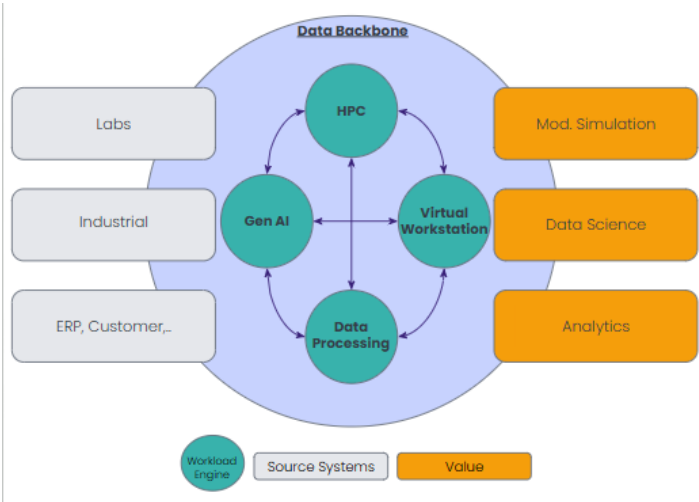 Data Backbone
HPC
Labs
Mod. Simulation
Gen AI
Virtual
Workstation
Industrial
Data Science
Data
Processing
ERP, Customer,..
Analytics
Workload
Engine
Source Systems
Value